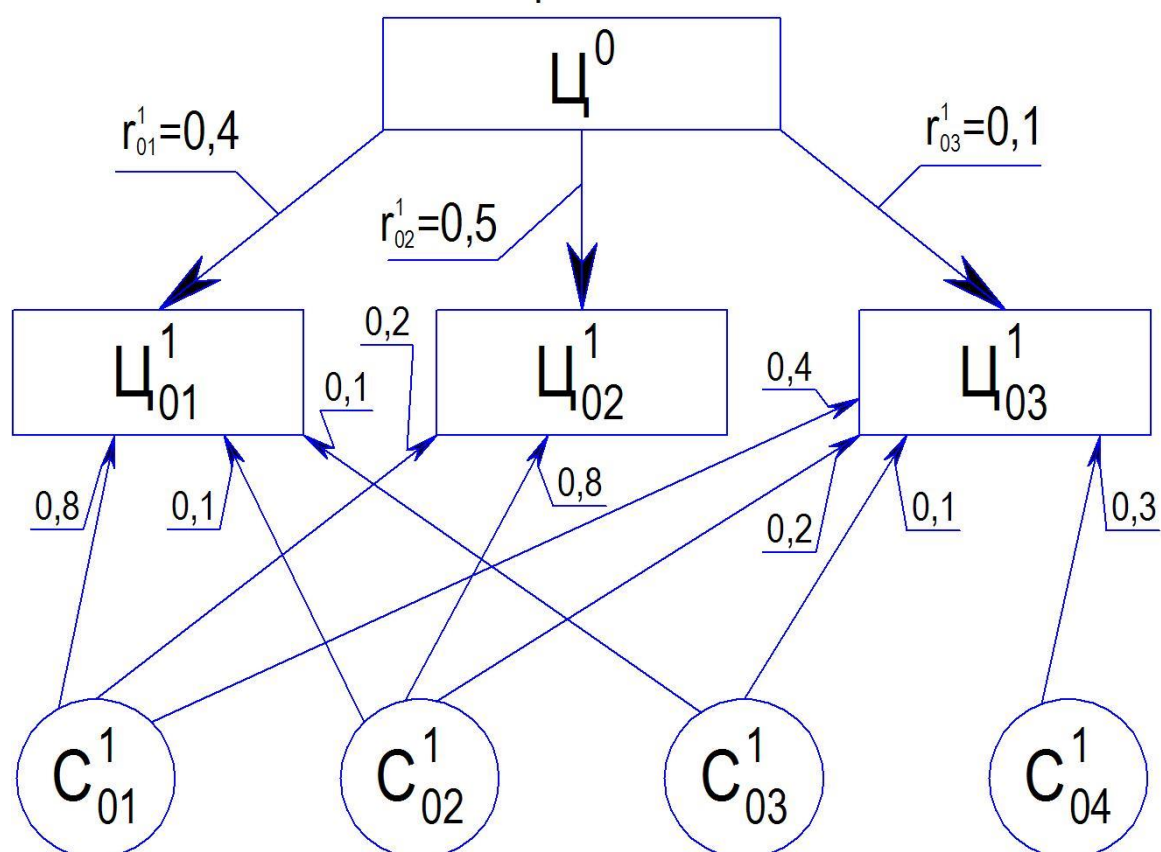 Ц⁰
r¹₀₁=0,4
r¹₀₃=0,1
r¹₀₂=0,5
Ц¹₀₁
0,2
Ц¹₀₂
Ц¹₀₃
0,1
0,4
0,8
0,1
0,8
0,2
0,1
0,3
С¹₀₁
С¹₀₂
С¹₀₃
С¹₀₄